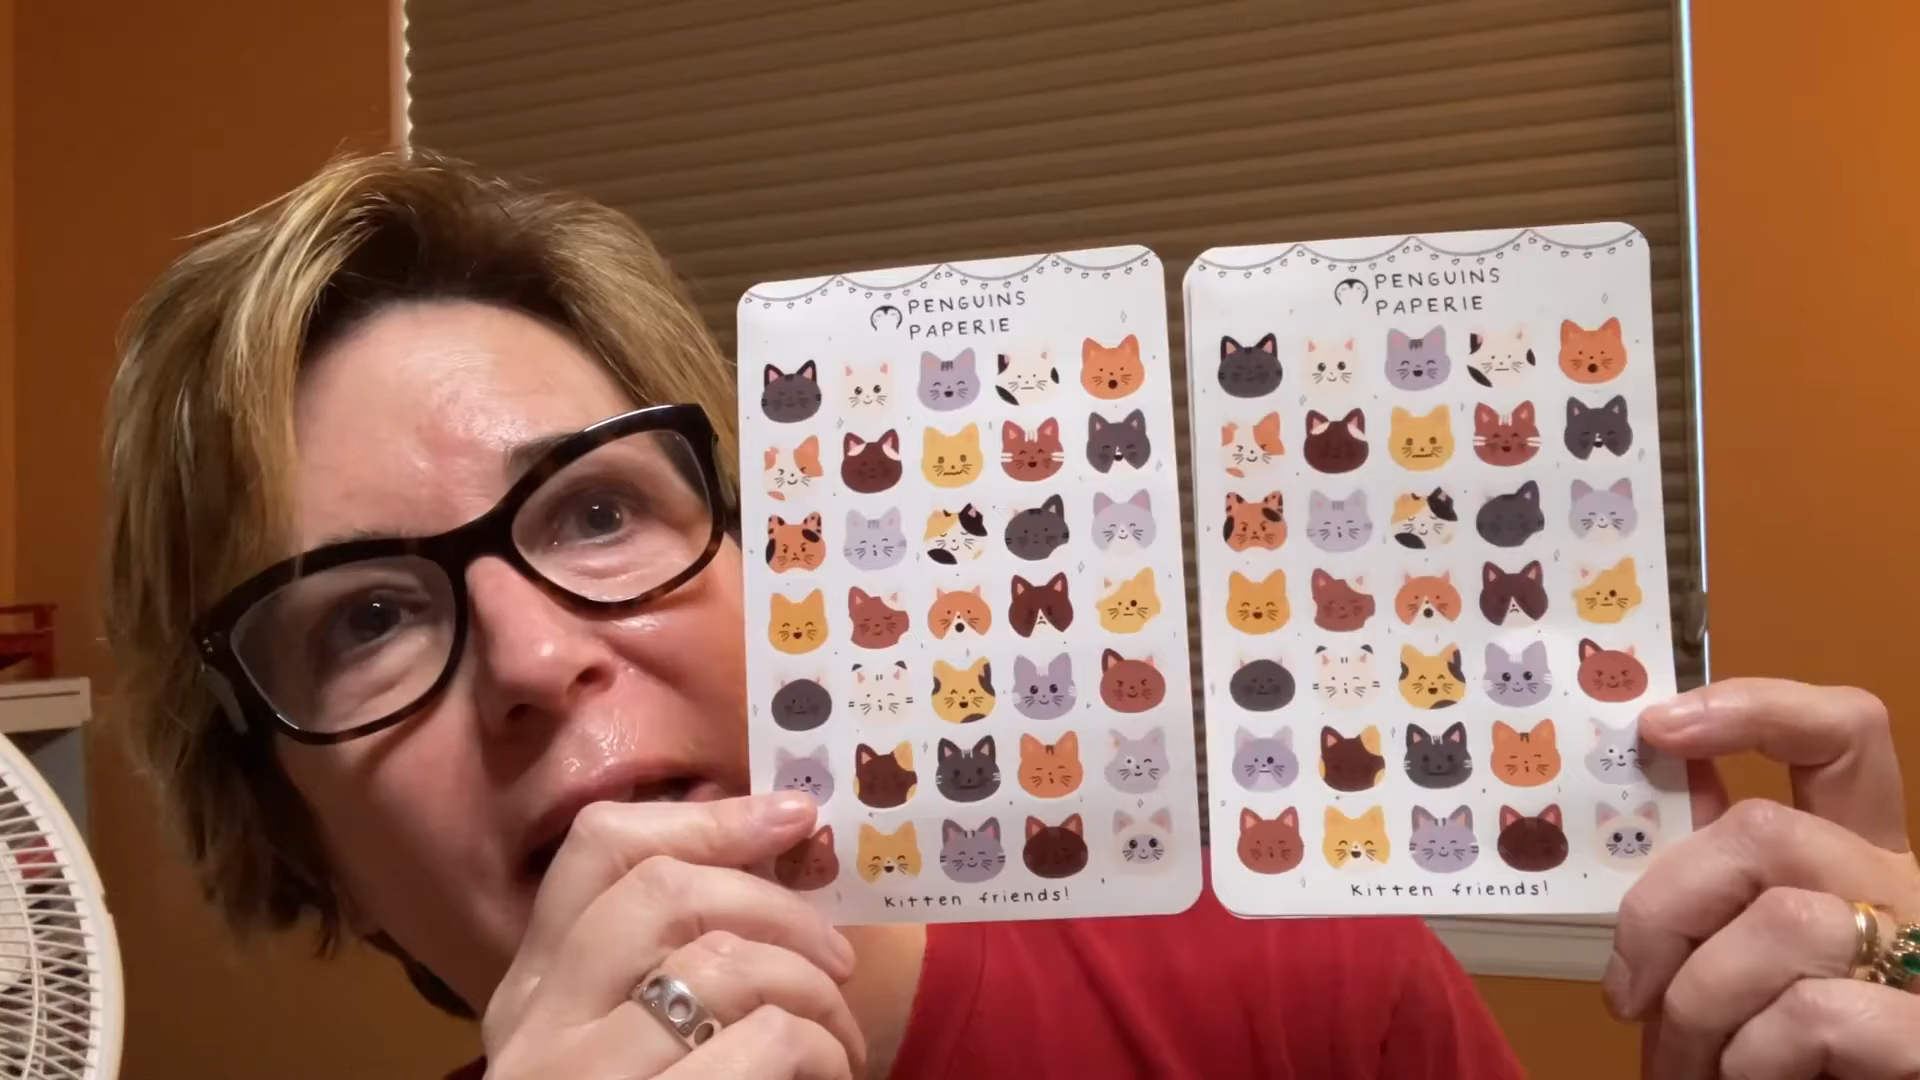 PENGUINS
PAPERIE
Kitten friends!
PENGUINS
PAPERIE
Kitten friends!